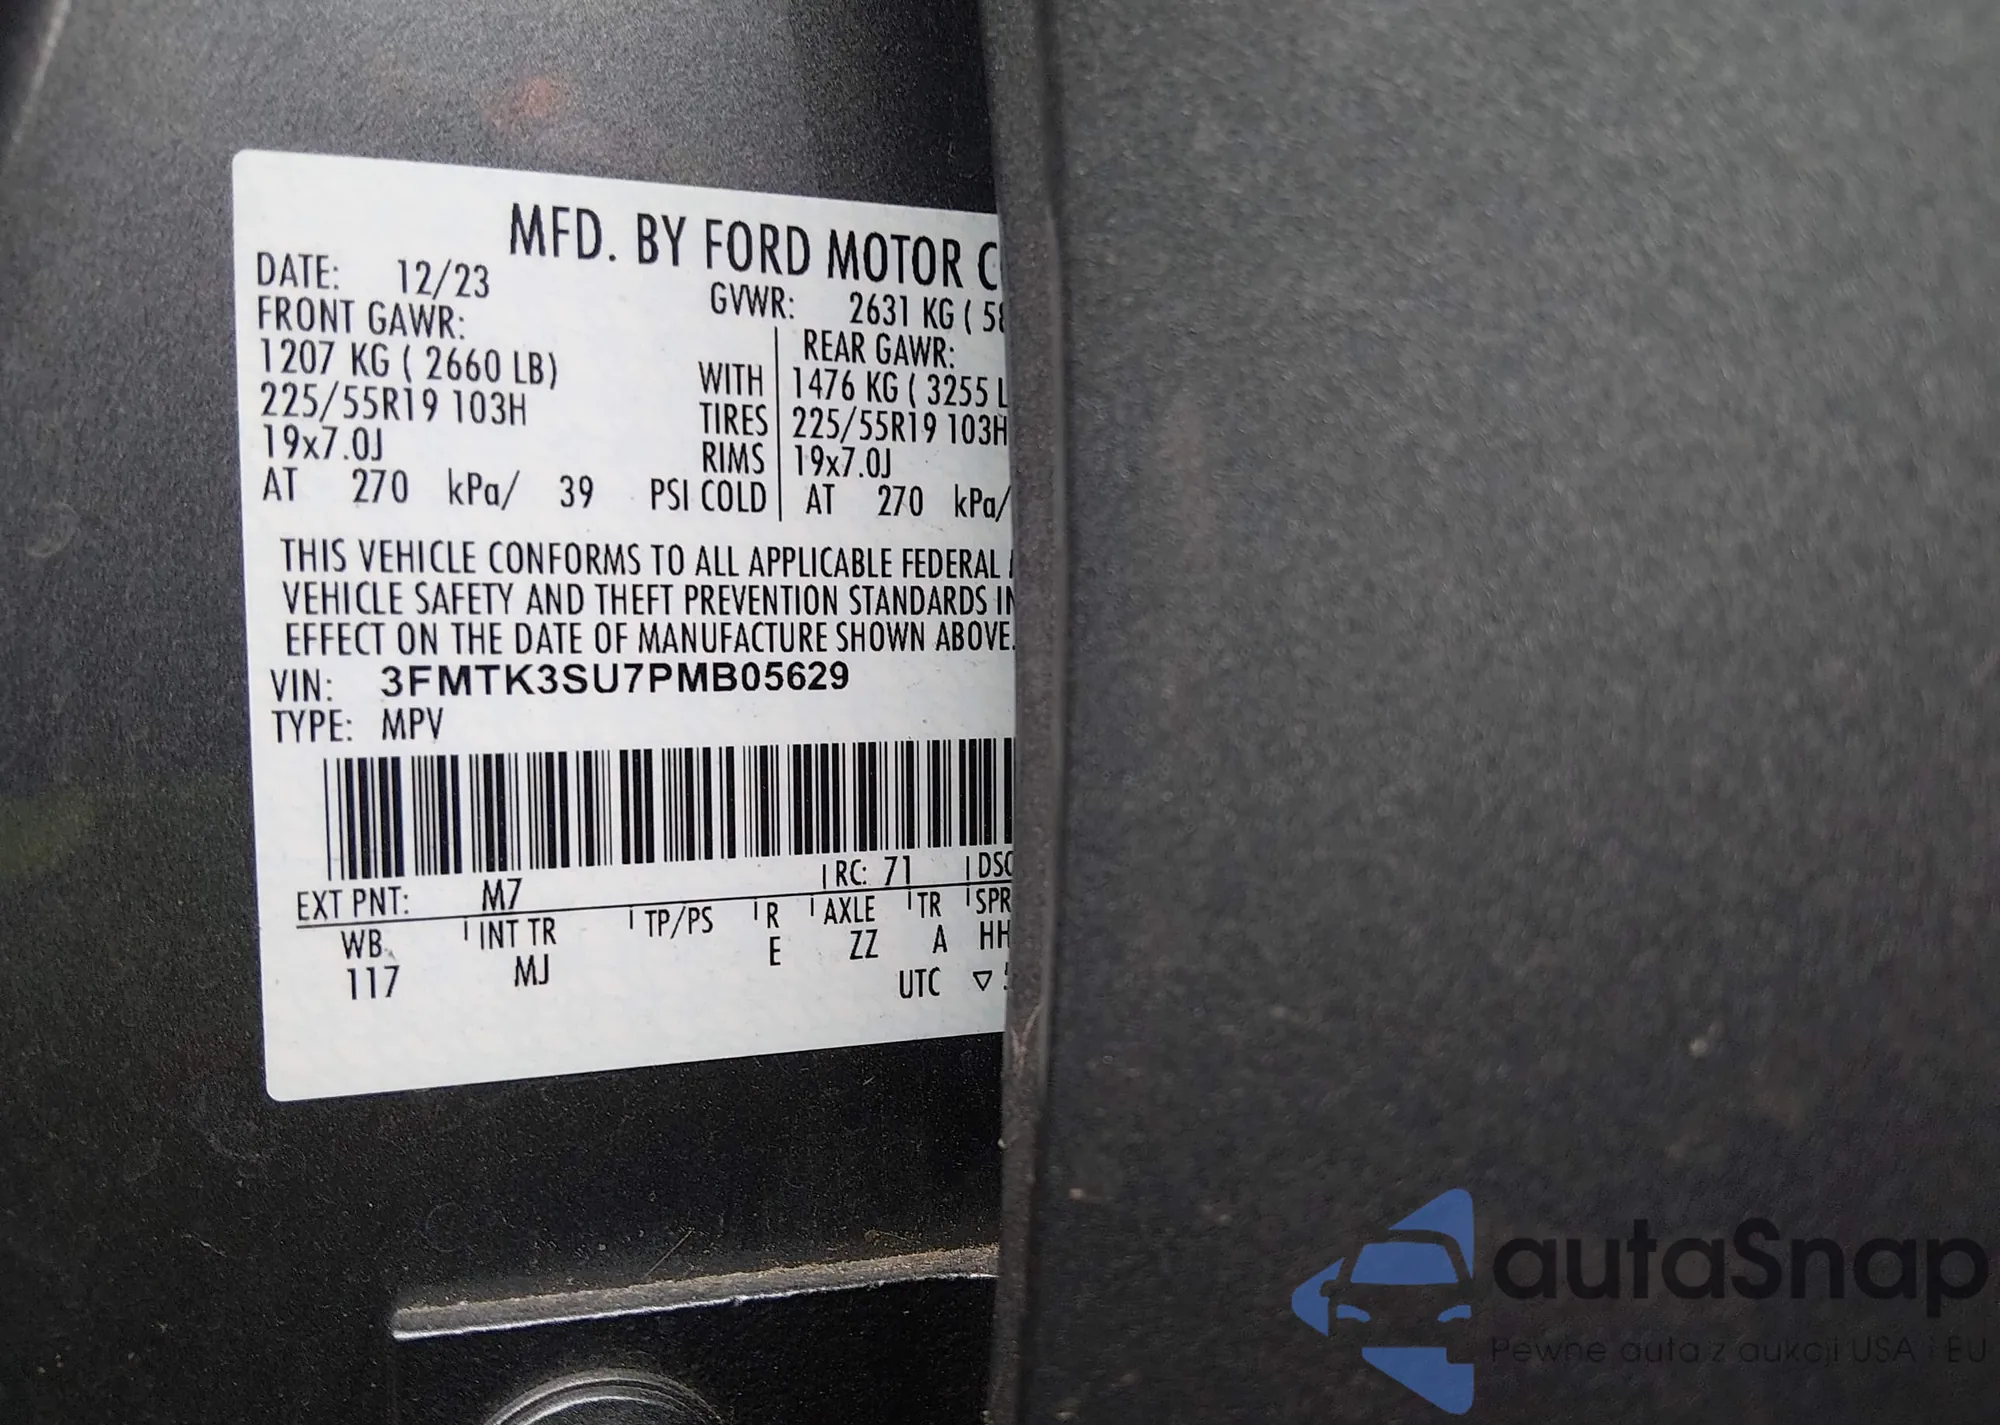 MFD. BY FORD MOTOR
DATE: 12/23
GVWR: 2631 KG (
FRONT GAWR:
REAR GAWR:
1207 KG ( 2660 LB)
WITH
1476 KG ( 3255
225/55R19 103H
TIRES
225/55R19 103H
19x7.0J
RIMS
19x7.0J
AT 270 kPa/ 39 PSI COLD
AT 270 kPa/
THIS VEHICLE CONFORMS TO ALL APPLICABLE FEDERAL
VEHICLE SAFETY AND THEFT PREVENTION STANDARDS
EFFECT ON THE DATE OF MANUFACTURE SHOWN ABOVE.
VIN: 3FMTK3SU7PMB05629
TYPE: MPV
EXT PNT: M7
RC: 71
WB
INT TR
TP/PS
R
AXLE
TR
SPR
117
MJ
E
ZZ
A
HH
UTC
autaSnap
Pewne auta z aukcji USA i EU